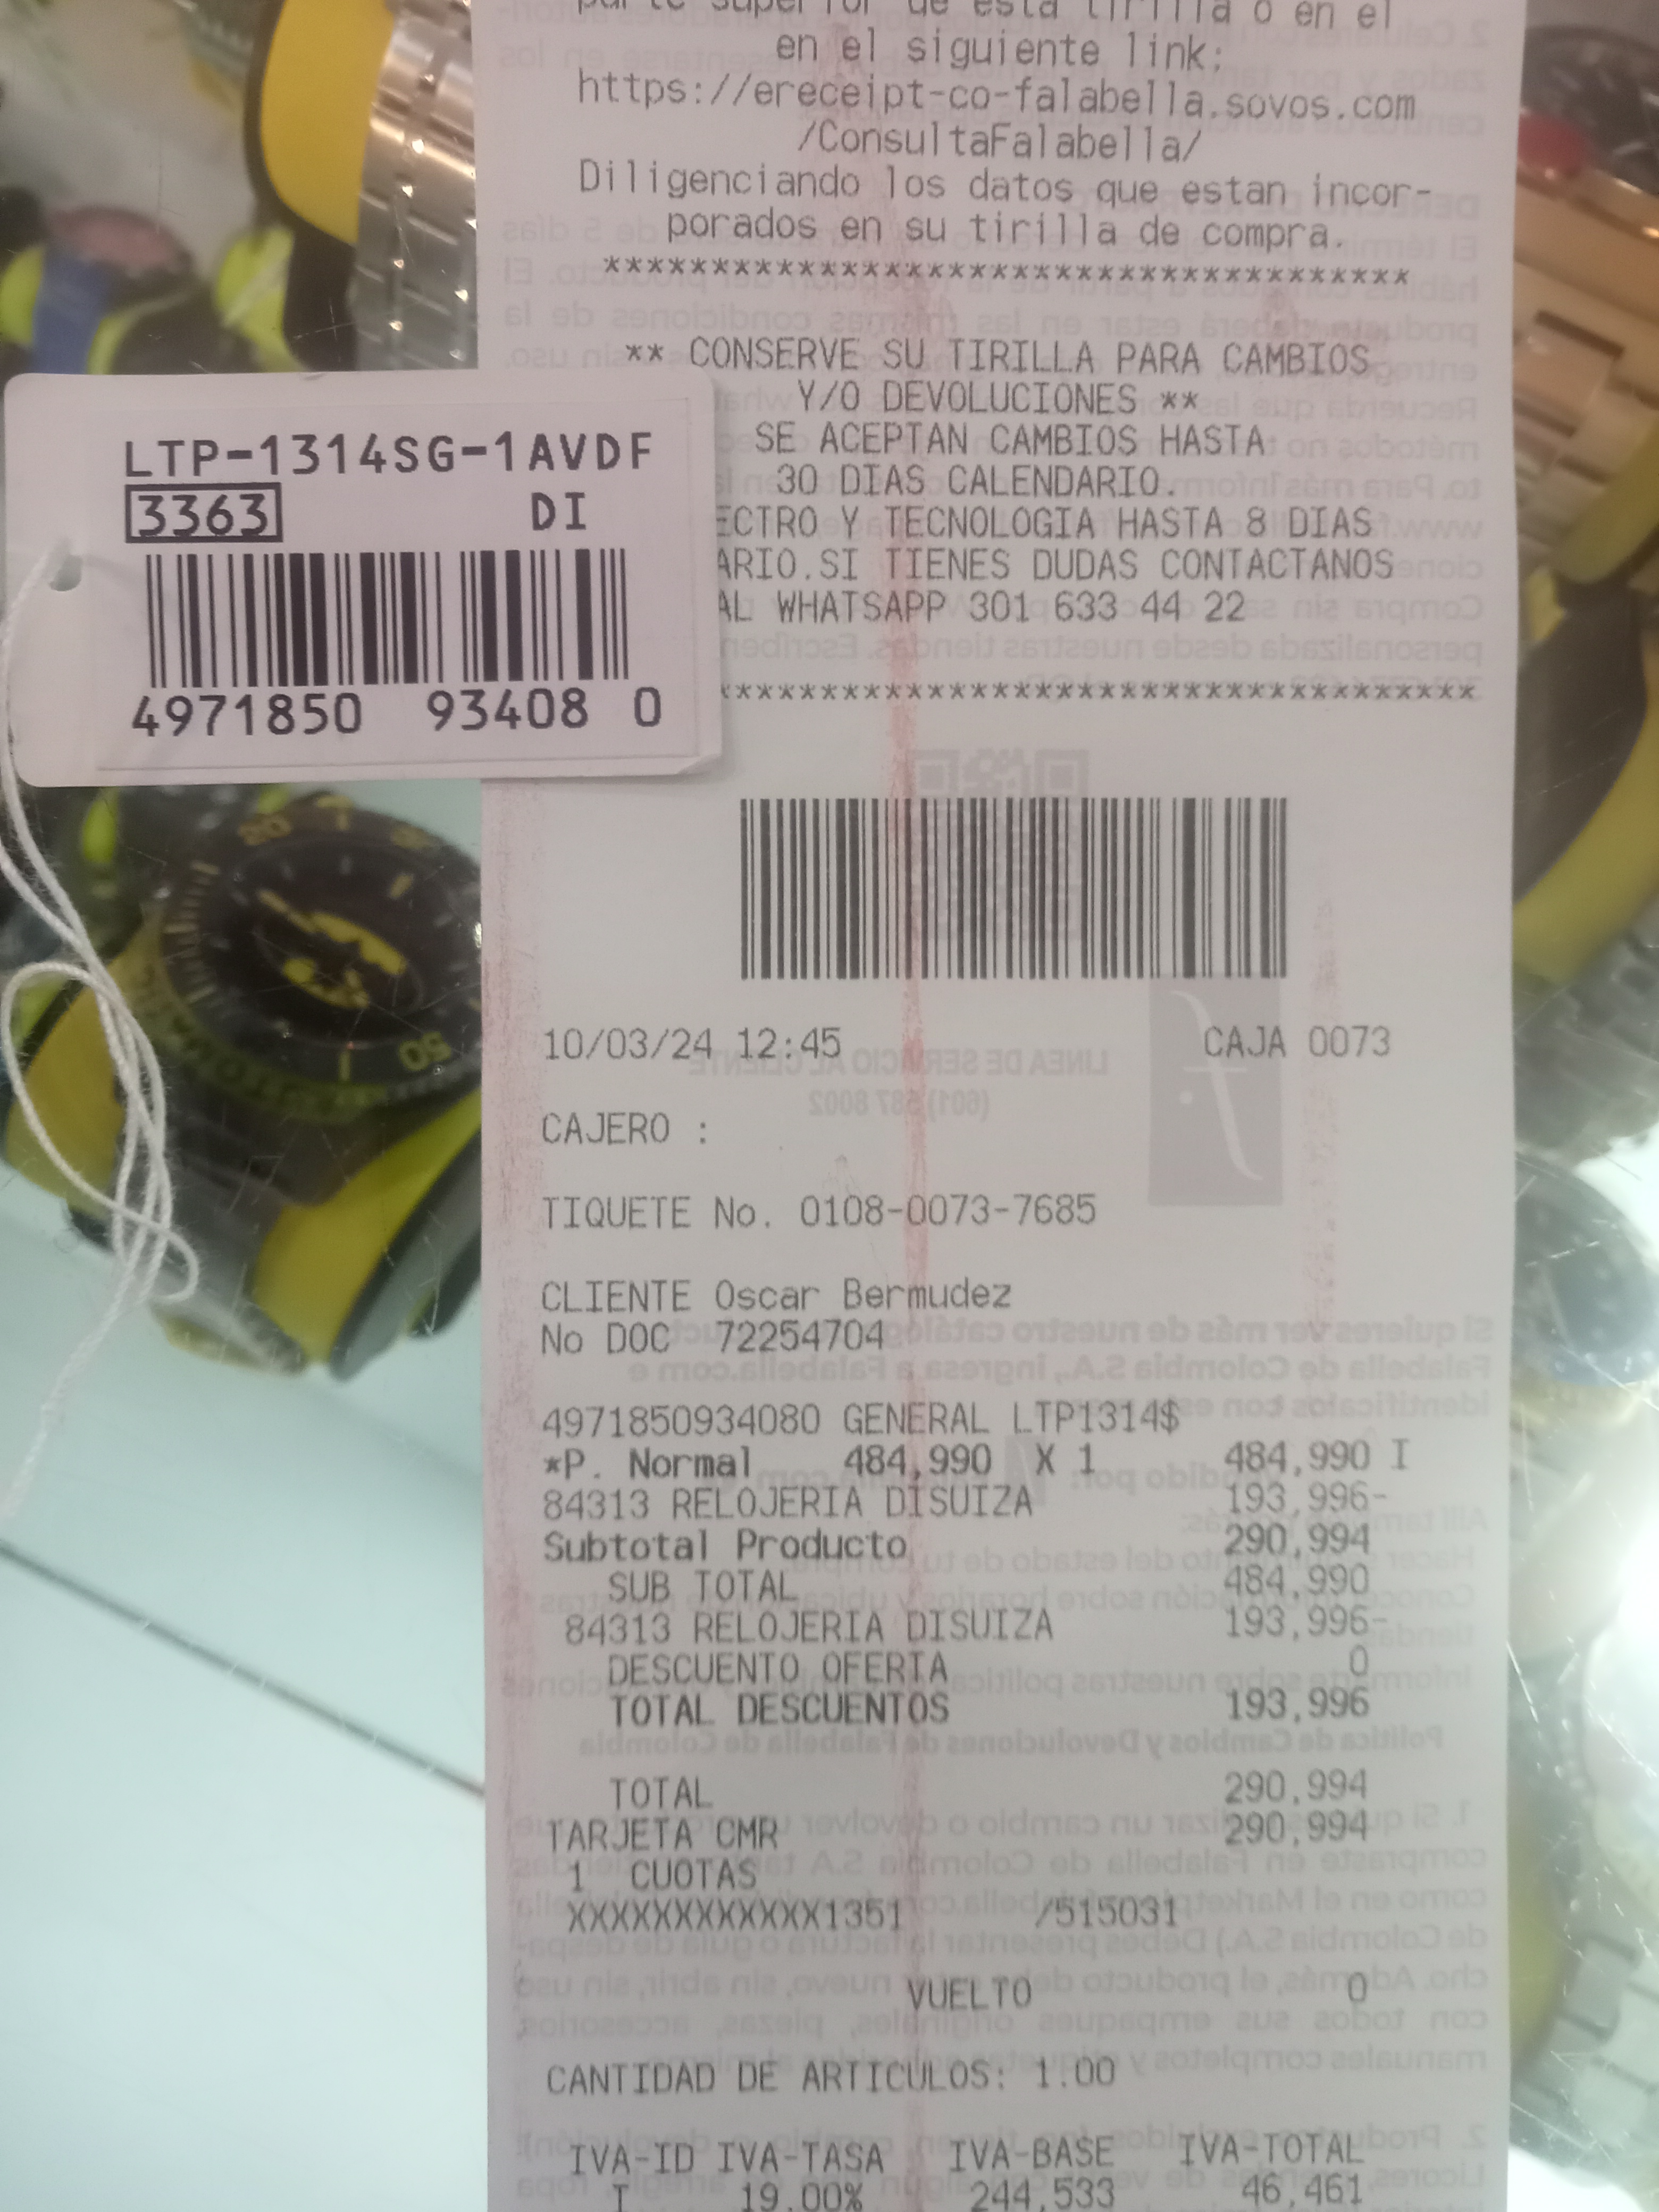 parte superior de esta tirilla o en el
en el siguiente link:
https://ereceipt-co-falabella.sovos.com
/ConsultaFalabella/
Diligenciando los datos que estan incor-
porados en su tirilla de compra.
**************************************
** CONSERVE SU TIRILLA PARA CAMBIOS
Y/O DEVOLUCIONES **
SE ACEPTAN CAMBIOS HASTA
30 DIAS CALENDARIO.
ECTRO Y TECNOLOGIA HASTA 8 DIAS
ARIO.SI TIENES DUDAS CONTACTANOS
AL WHATSAPP 301 633 44 22
************************************
LTP-1314SG-1AVDF
3363 DI
4971850 93408 0
10/03/24 12:45 CAJA 0073
CAJERO :
TIQUETE No. 0108-0073-7685
CLIENTE Oscar Bermudez
No DOC 72254704
4971850934080 GENERAL LTP1314$
*P. Normal 484,990 X 1 484,990 I
84313 RELOJERIA DISUIZA 193,996-
Subtotal Producto 290,994
SUB TOTAL 484,990
84313 RELOJERIA DISUIZA 193,996-
DESCUENTO OFERTA 0
TOTAL DESCUENTOS 193,996
TOTAL 290,994
TARJETA CMR 290,994
1 CUOTAS
XXXXXXXXXXXX1351 /515031
VUELTO 0
CANTIDAD DE ARTICULOS: 1.00
IVA-ID IVA-TASA IVA-BASE IVA-TOTAL
I 19.00% 244,533 46,461